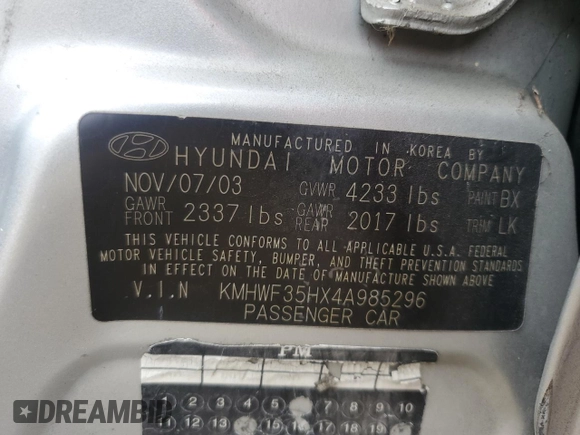 MANUFACTURED IN KOREA BY
HYUNDAI MOTOR COMPANY
NOV/07/03 GVWR 4233 lbs PAINT BX
GAWR FRONT 2337 lbs GAWR REAR 2017 lbs TRIM LK
THIS VEHICLE CONFORMS TO ALL APPLICABLE U.S.A. FEDERAL
MOTOR VEHICLE SAFETY, BUMPER, AND THEFT PREVENTION STANDARDS
IN EFFECT ON THE DATE OF MANUFACTURE SHOWN ABOVE
V.I.N KMHWF35HX4A985296
PASSENGER CAR
PM
1 2 3 4 5 7 8 9 10
11 12 13 15 16 17 18 19
DREAMBID